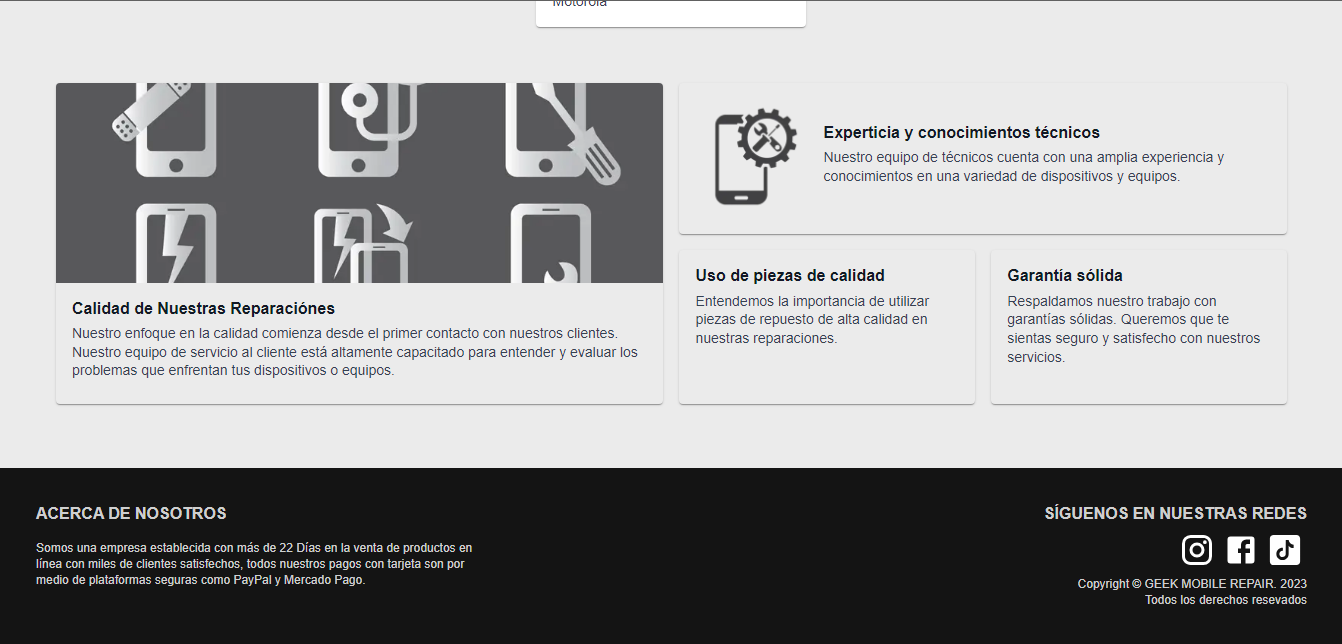 Motorola
Calidad de Nuestras Reparaciónes
Nuestro enfoque en la calidad comienza desde el primer contacto con nuestros clientes.
Nuestro equipo de servicio al cliente está altamente capacitado para entender y evaluar los
problemas que enfrentan tus dispositivos o equipos.
Experticia y conocimientos técnicos
Nuestro equipo de técnicos cuenta con una amplia experiencia y
conocimientos en una variedad de dispositivos y equipos.
Uso de piezas de calidad
Entendemos la importancia de utilizar
piezas de repuesto de alta calidad en
nuestras reparaciones.
Garantía sólida
Respaldamos nuestro trabajo con
garantías sólidas. Queremos que te
sientas seguro y satisfecho con nuestros
servicios.
ACERCA DE NOSOTROS
Somos una empresa establecida con más de 22 Días en la venta de productos en
línea con miles de clientes satisfechos, todos nuestros pagos con tarjeta son por
medio de plataformas seguras como PayPal y Mercado Pago.
SÍGUENOS EN NUESTRAS REDES
Copyright © GEEK MOBILE REPAIR. 2023
Todos los derechos resevados